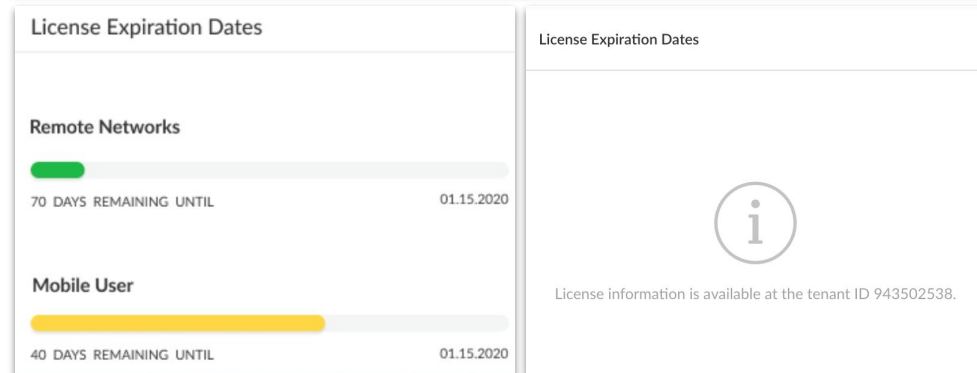 License Expiration Dates
Remote Networks
70 DAYS REMAINING UNTIL 01.15.2020
Mobile User
40 DAYS REMAINING UNTIL 01.15.2020
License Expiration Dates
i
License information is available at the tenant ID 943502538.